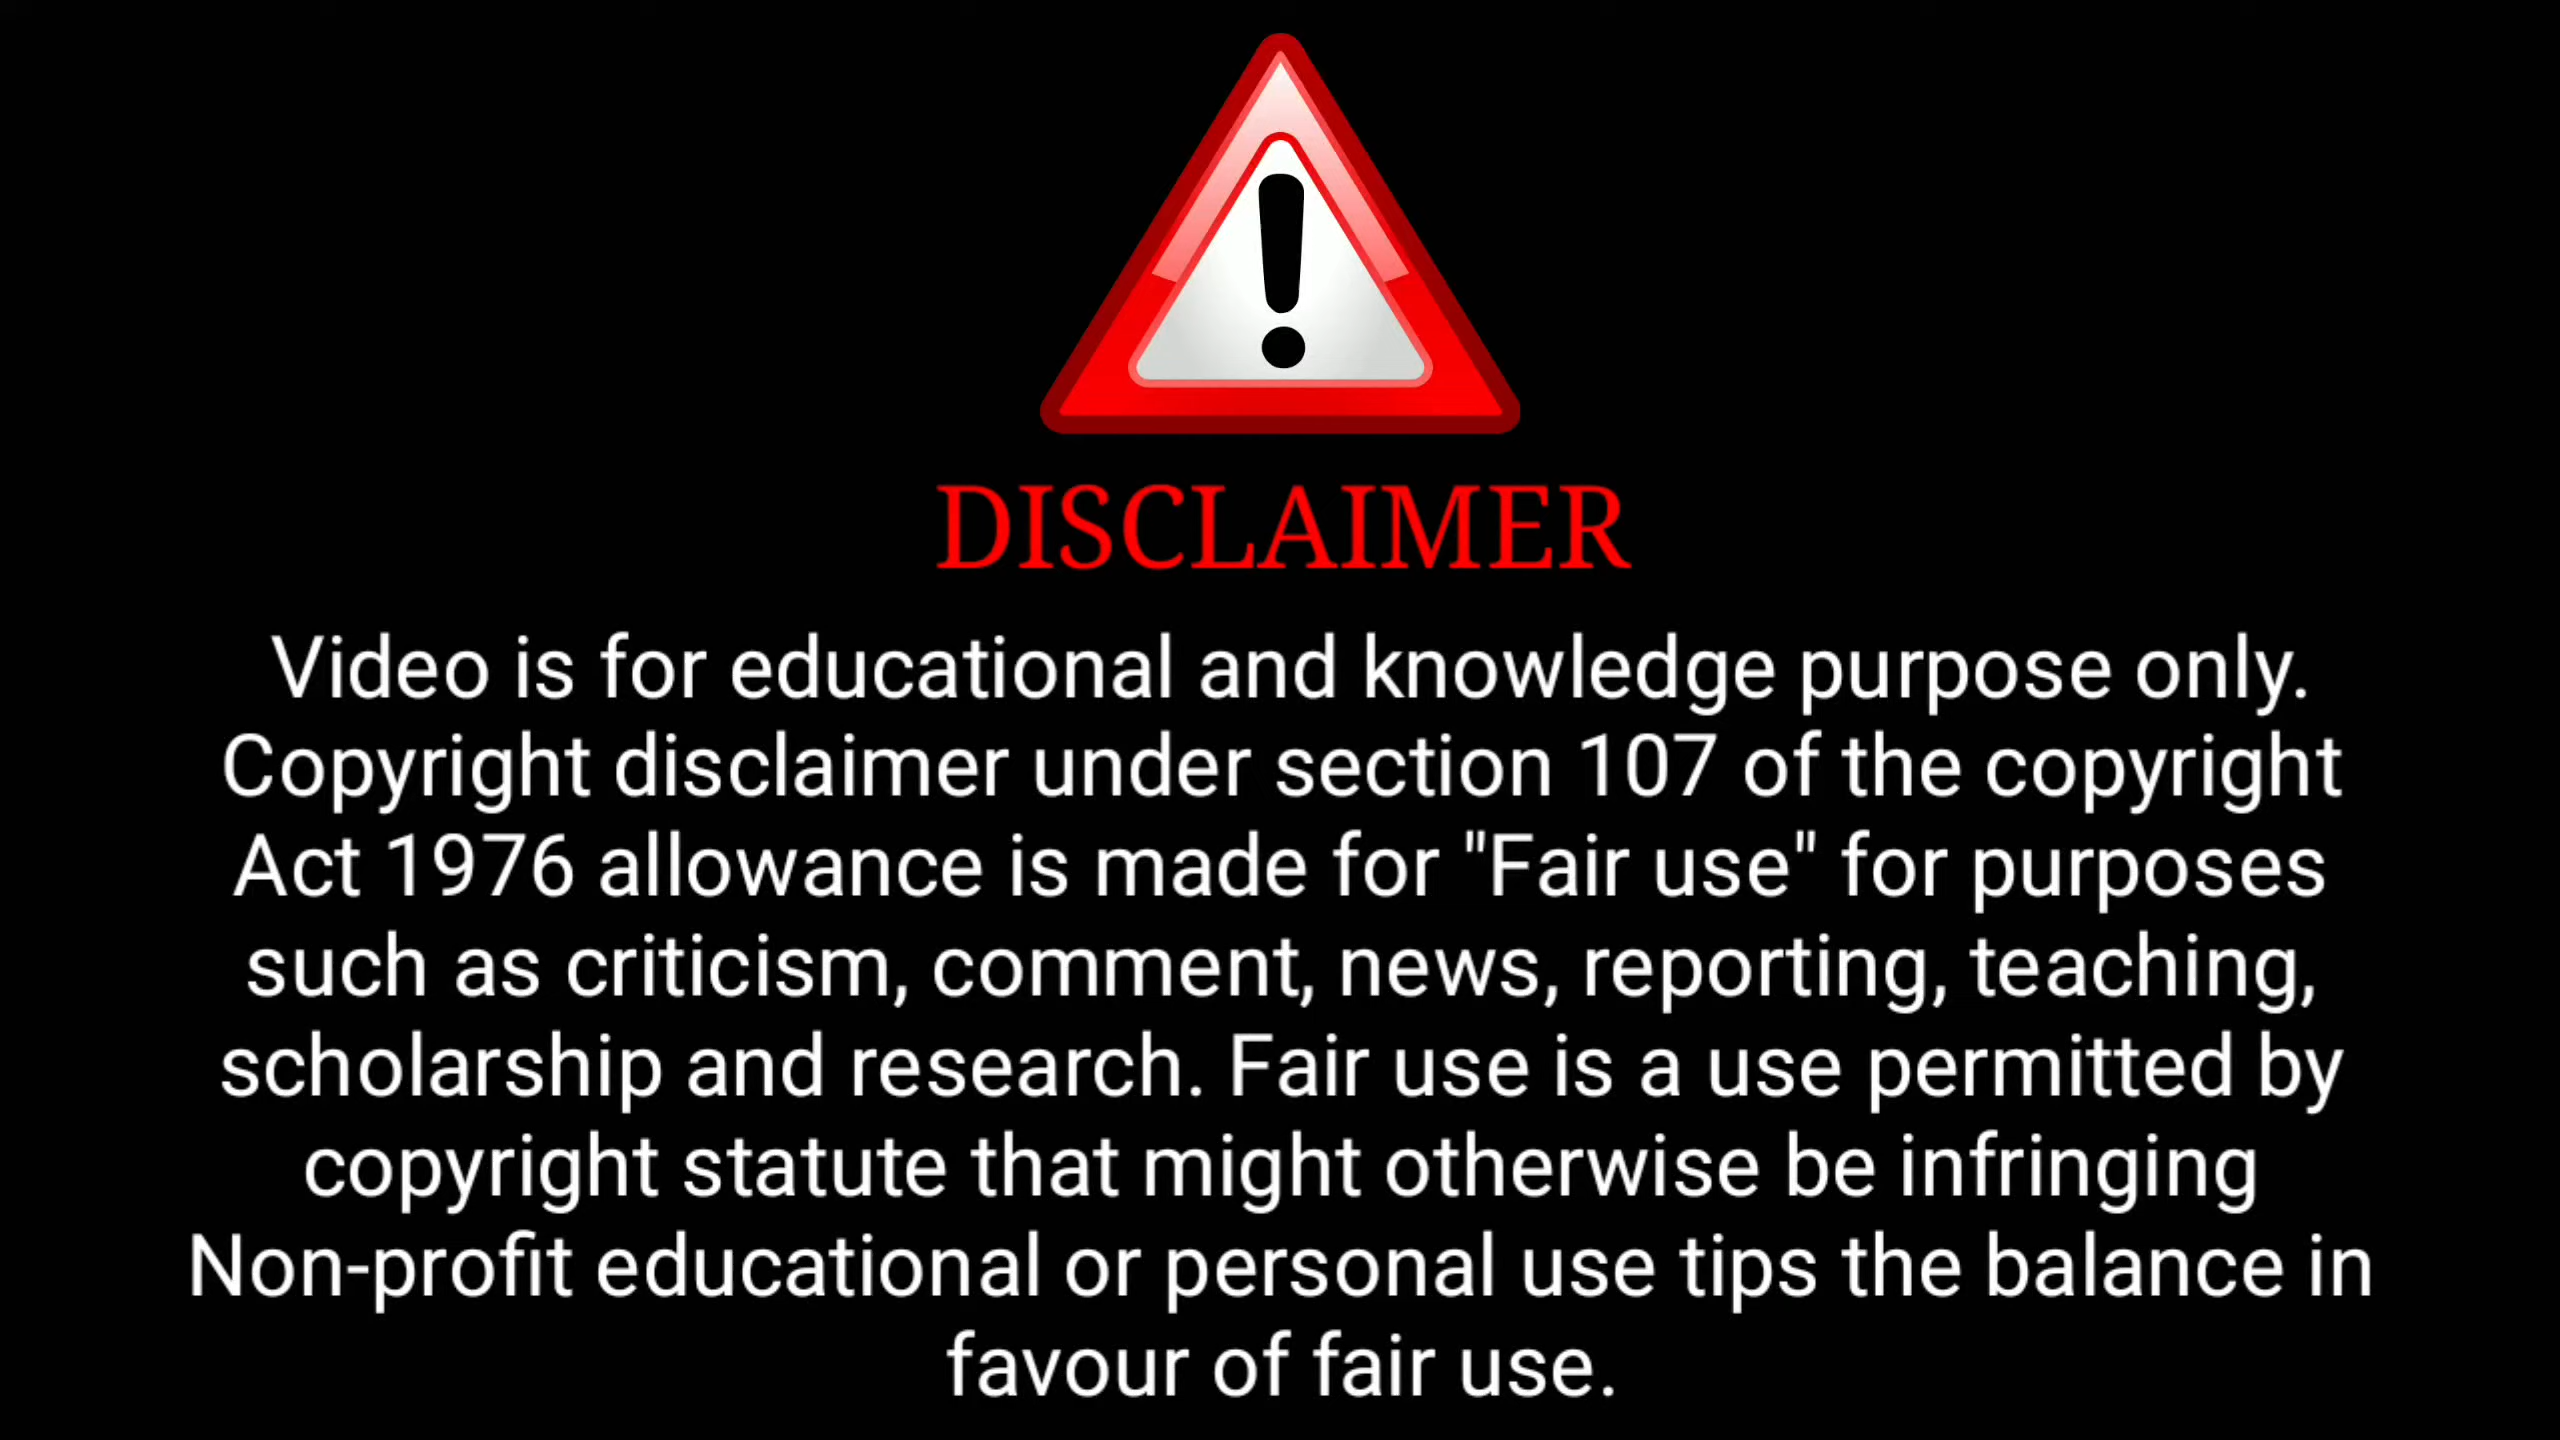 DISCLAIMER
Video is for educational and knowledge purpose only.
Copyright disclaimer under section 107 of the copyright
Act 1976 allowance is made for "Fair use" for purposes
such as criticism, comment, news, reporting, teaching,
scholarship and research. Fair use is a use permitted by
copyright statute that might otherwise be infringing
Non-profit educational or personal use tips the balance in
favour of fair use.